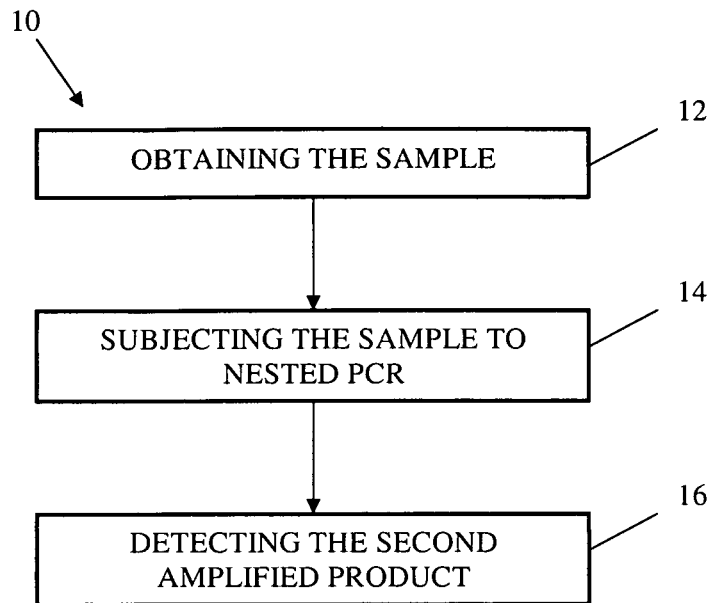 10
12
OBTAINING THE SAMPLE
14
SUBJECTING THE SAMPLE TO
NESTED PCR
16
DETECTING THE SECOND
AMPLIFIED PRODUCT